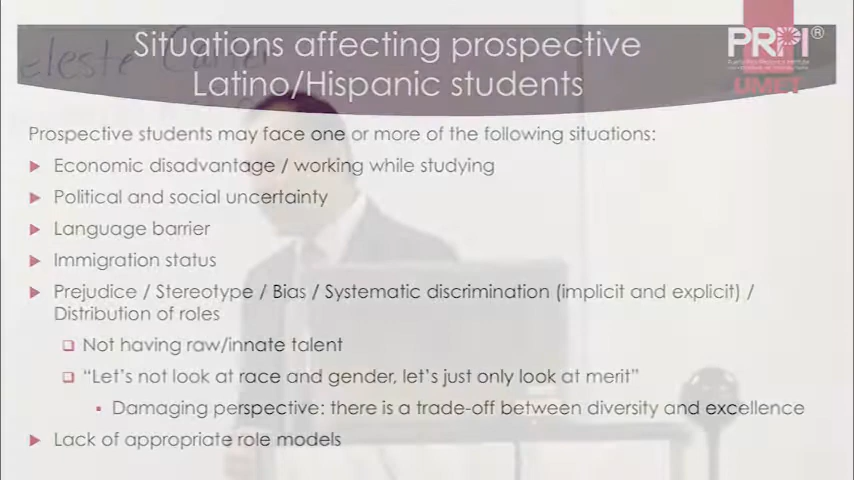 Situations affecting prospective
Latino/Hispanic students
PRPI®
UMET
Prospective students may face one or more of the following situations:
Economic disadvantage / working while studying
Political and social uncertainty
Language barrier
Immigration status
Prejudice / Stereotype / Bias / Systematic discrimination (implicit and explicit) /
Distribution of roles
Not having raw/innate talent
“Let’s not look at race and gender, let’s just only look at merit”
Damaging perspective: there is a trade-off between diversity and excellence
Lack of appropriate role models